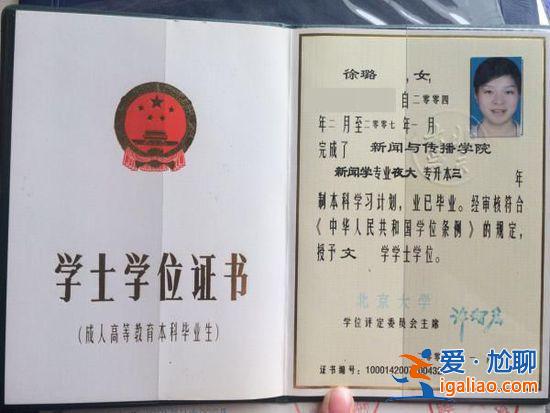 学士学位证书
(成人高等教育本科毕业生)
徐璐 ,女,
自二零零四
年二月至二零零七年一月
完成了 新闻与传播学院
新闻学专业夜大 专升本三 年
制本科学习计划,业已毕业。经审核符合
《中华人民共和国学位条例》的规定,
授予文 学学士学位。
北京大学
学位评定委员会主席
证书编号:
爱·尬聊
igaliao.com